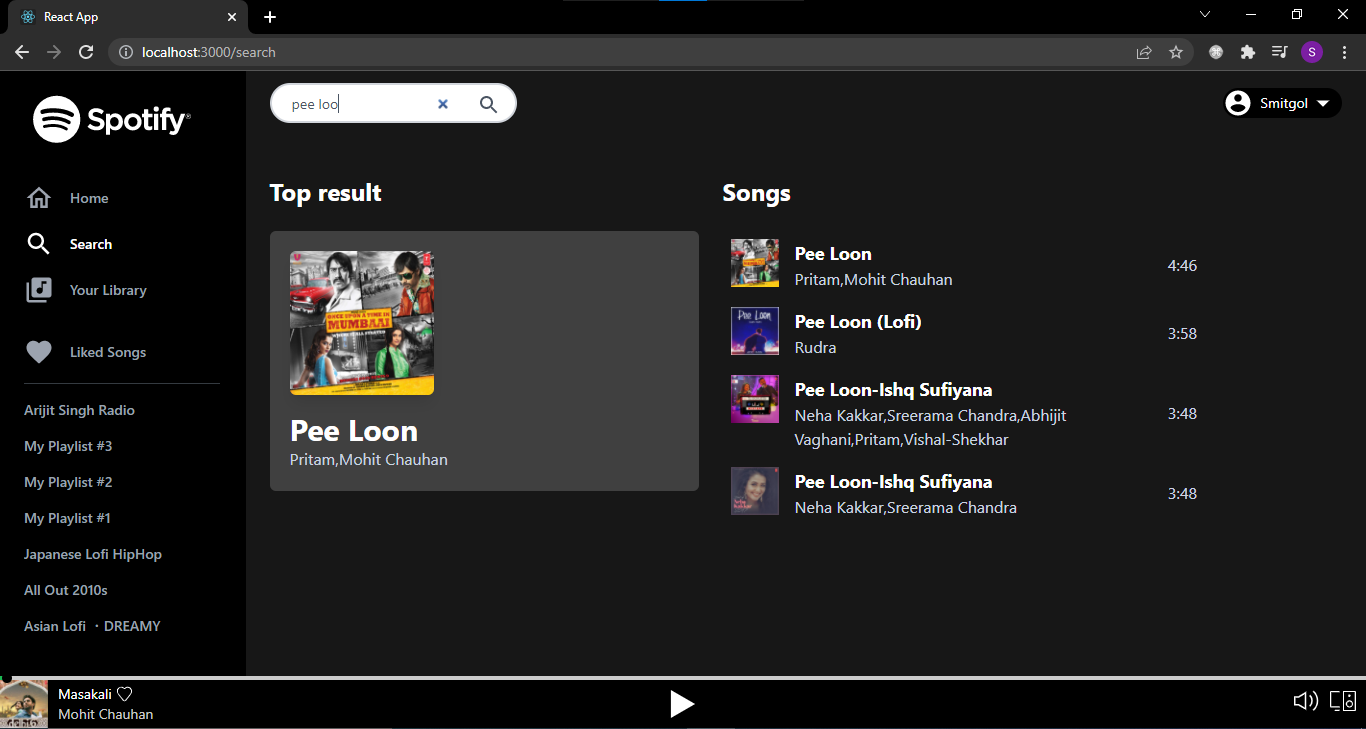 React App
localhost:3000/search
S
Spotify®
Home
Search
Your Library
Liked Songs
Arijit Singh Radio
My Playlist #3
My Playlist #2
My Playlist #1
Japanese Lofi HipHop
All Out 2010s
Asian Lofi ・DREAMY
pee loo
Smitgol
Top result
ONCE UPON A TIME IN
MUMBAAI
Pee Loon
Pritam,Mohit Chauhan
Songs
Pee Loon
Pritam,Mohit Chauhan
4:46
Pee Loon
Pee Loon (Lofi)
Rudra
3:58
Pee Loon-Ishq Sufiyana
Neha Kakkar,Sreerama Chandra,Abhijit
Vaghani,Pritam,Vishal-Shekhar
3:48
Pee Loon-Ishq Sufiyana
Neha Kakkar,Sreerama Chandra
3:48
Masakali
Mohit Chauhan